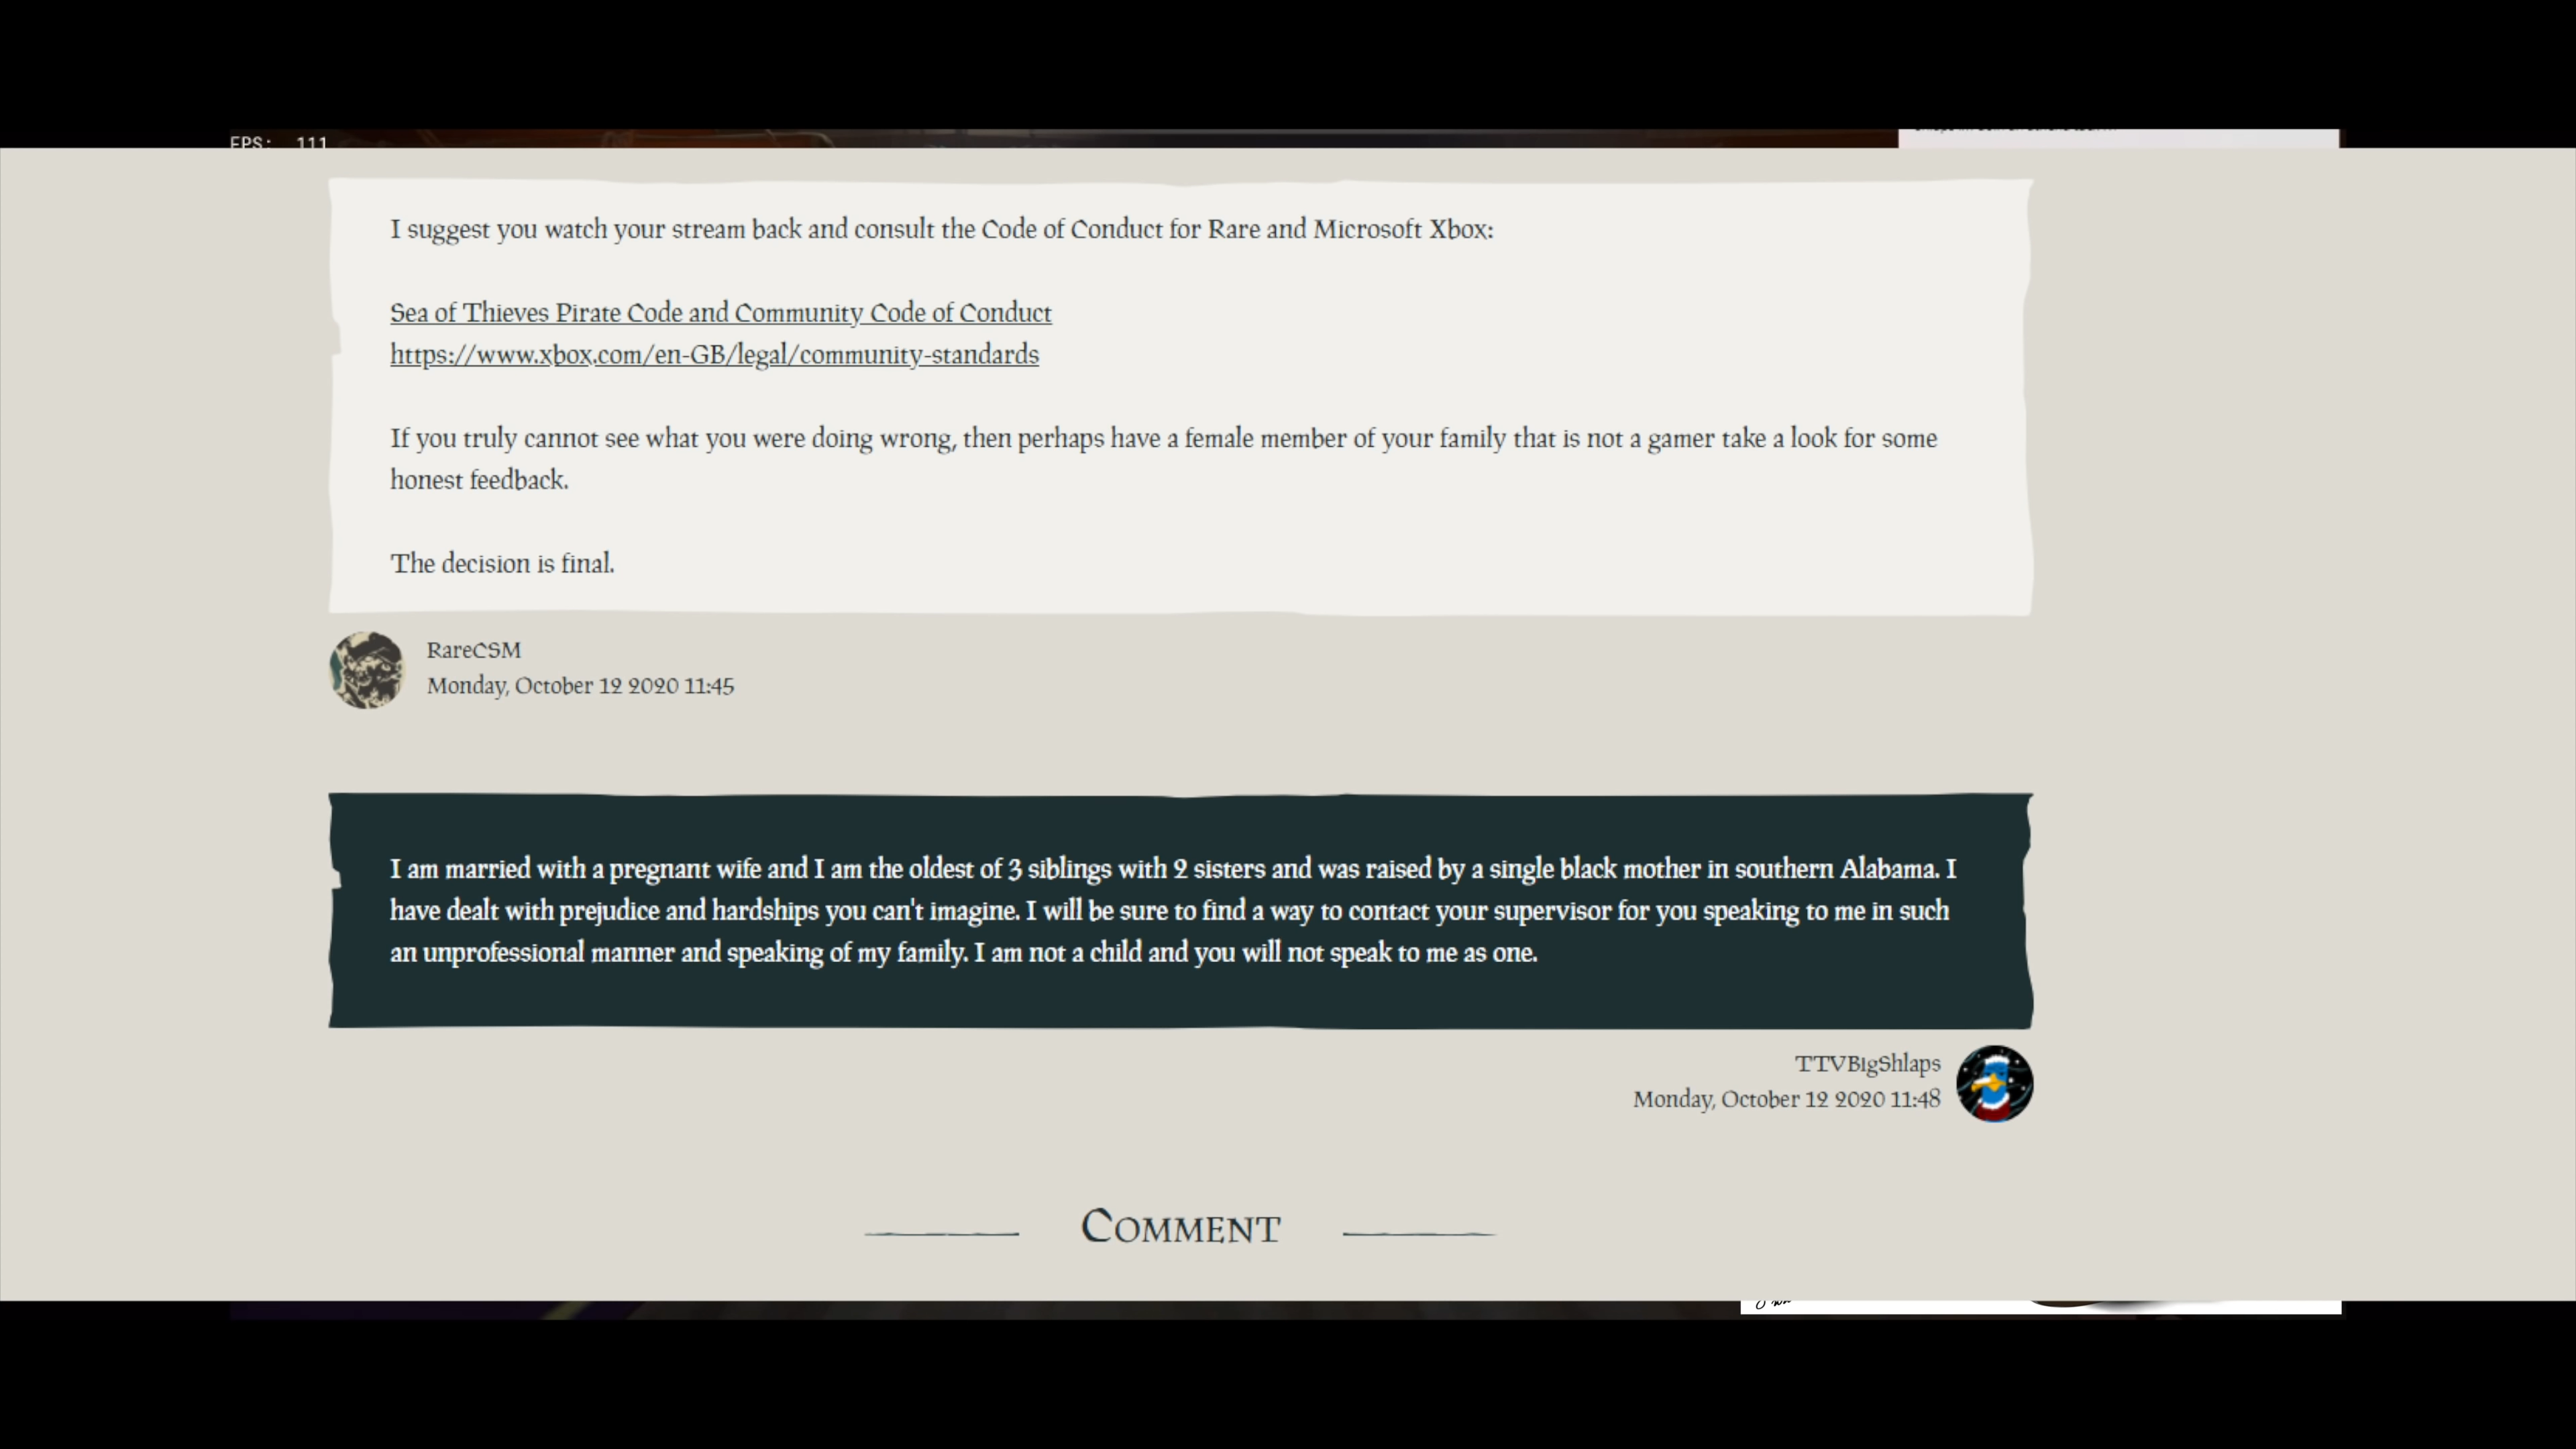 FPS: 111
I suggest you watch your stream back and consult the Code of Conduct for Rare and Microsoft Xbox:
Sea of Thieves Pirate Code and Community Code of Conduct
https://www.xbox.com/en-GB/legal/community-standards
If you truly cannot see what you were doing wrong, then perhaps have a female member of your family that is not a gamer take a look for some
honest feedback.
The decision is final.
RareCSM
Monday, October 12 2020 11:45
I am married with a pregnant wife and I am the oldest of 3 siblings with 2 sisters and was raised by a single black mother in southern Alabama. I
have dealt with prejudice and hardships you can't imagine. I will be sure to find a way to contact your supervisor for you speaking to me in such
an unprofessional manner and speaking of my family. I am not a child and you will not speak to me as one.
TTVBigShlaps
Monday, October 12 2020 11:48
Comment